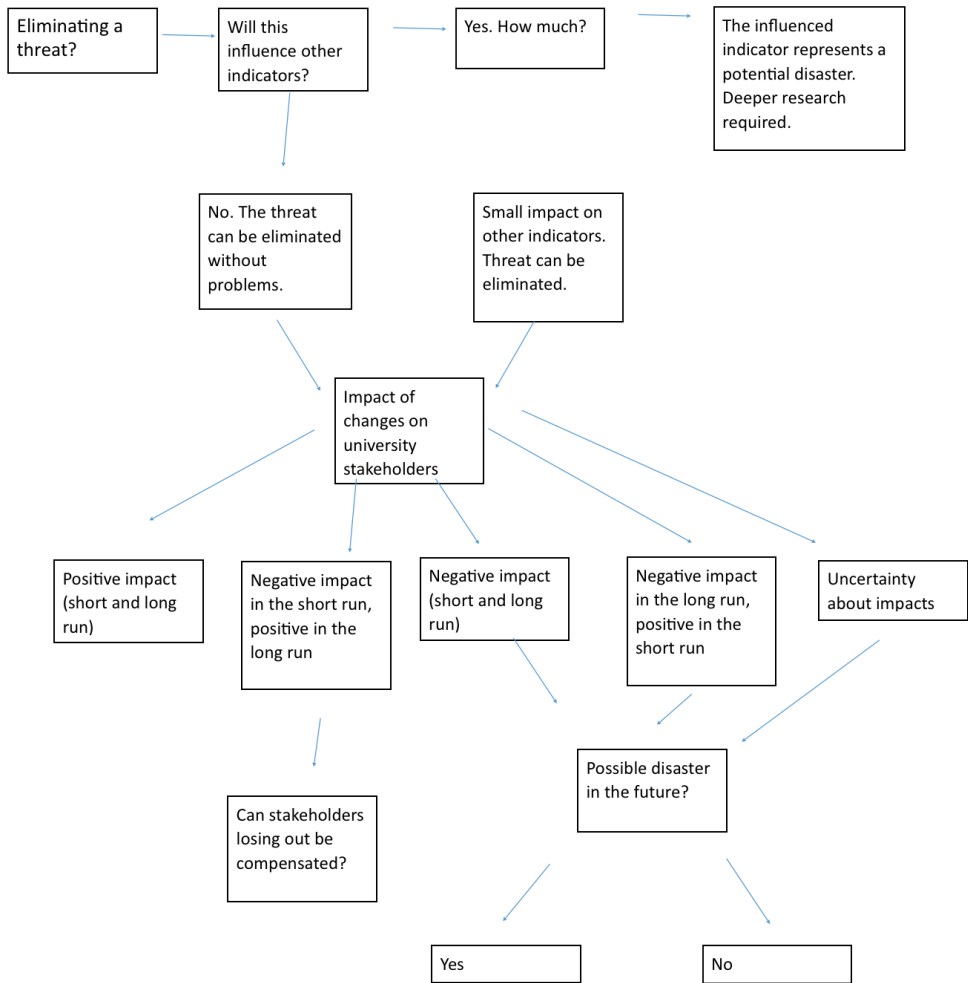 Eliminating a
threat?
Will this
influence other
indicators?
Yes. How much?
The influenced
indicator represents a
potential disaster.
Deeper research
required.
No. The threat
can be eliminated
without
problems.
Small impact on
other indicators.
Threat can be
eliminated.
Impact of
changes on
university
stakeholders
Positive impact
(short and long
run)
Negative impact
in the short run,
positive in the
long run
Negative impact
(short and long
run)
Negative impact
in the long run,
positive in the
short run
Uncertainty
about impacts
Can stakeholders
losing out be
compensated?
Possible disaster
in the future?
Yes
No